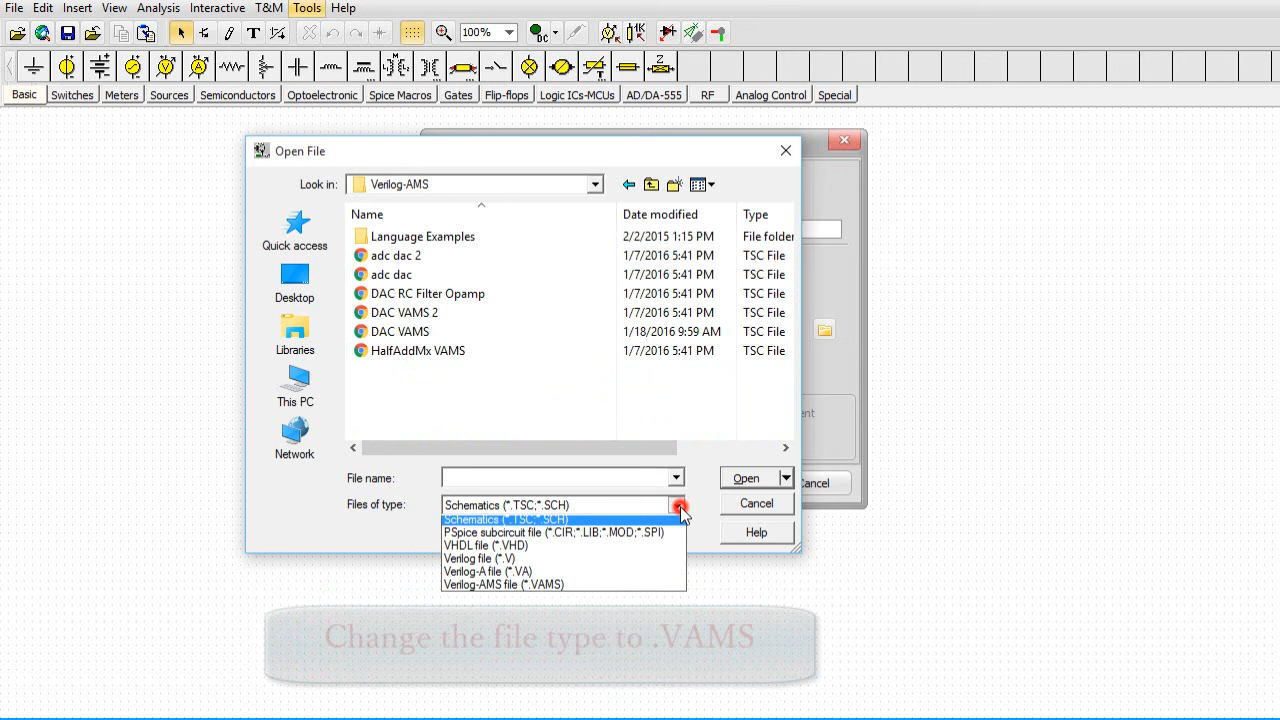 File Edit Insert View Analysis Interactive T&M Tools Help
100%
DC
1K
Z
Basic Switches Meters Sources Semiconductors Optoelectronic Spice Macros Gates Flip-flops Logic ICs-MCUs AD/DA-555 RF Analog Control Special
Open File
Look in: Verilog-AMS
Name Date modified Type
Language Examples 2/2/2015 1:15 PM File folder
adc dac 2 1/7/2016 5:41 PM TSC File
adc dac 1/7/2016 5:41 PM TSC File
DAC RC Filter Opamp 1/7/2016 5:41 PM TSC File
DAC VAMS 2 1/7/2016 5:41 PM TSC File
DAC VAMS 1/18/2016 9:59 AM TSC File
HalfAddMx VAMS 1/7/2016 5:41 PM TSC File
Quick access
Desktop
Libraries
This PC
Network
ent
File name: Open
Cancel
Files of type: Schematics (*.TSC;*.SCH) Cancel
Schematics (*.TSC;*.SCH)
PSpice subcircuit file (*.CIR;*.LIB;*.MOD;*.SPI) Help
VHDL file (*.VHD)
Verilog file (*.V)
Verilog-A file (*.VA)
Verilog-AMS file (*.VAMS)
Change the file type to .VAMS